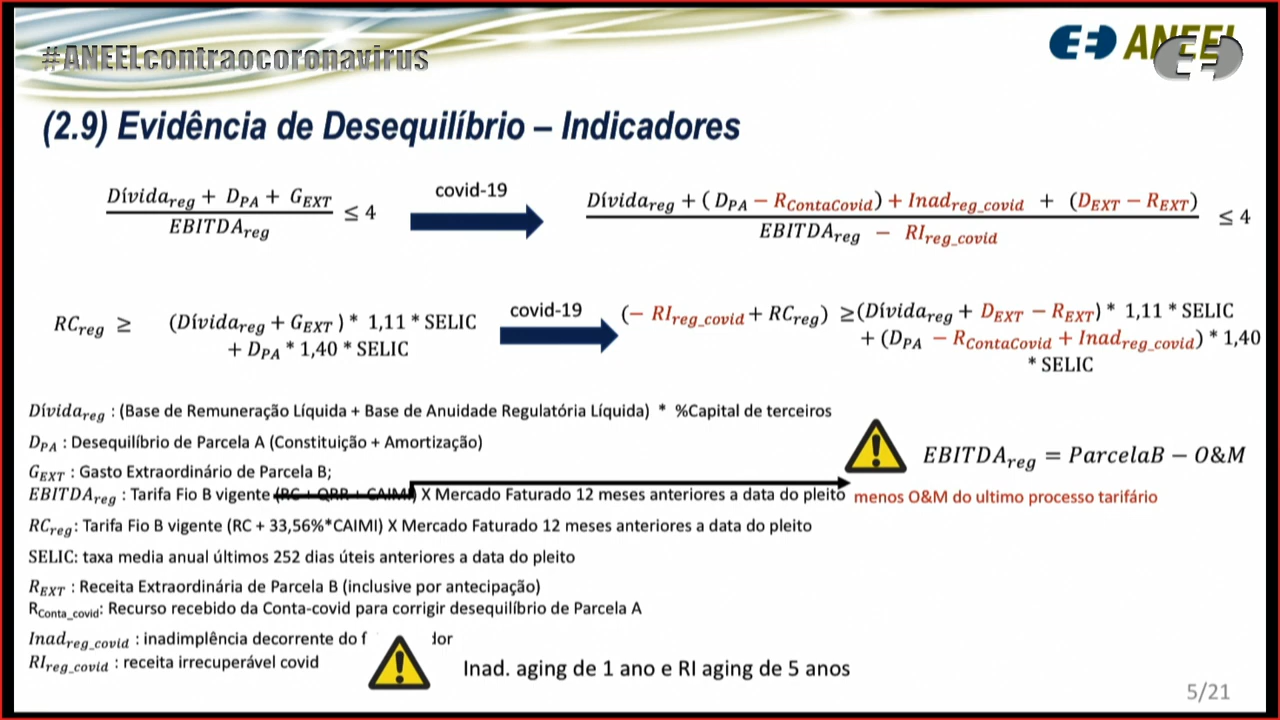 #ANEELcontraocoronavirus
ANEEL
(2.9) Evidência de Desequilíbrio – Indicadores
Dívida_reg + D_PA + G_EXT
EBITDA_reg
≤ 4
covid-19
Dívida_reg + ( D_PA − R_ContaCovid) + Inad_reg_covid + (D_EXT − R_EXT)
EBITDA_reg − RI_reg_covid
≤ 4
RC_reg ≥ (Dívida_reg + G_EXT ) * 1,11 * SELIC
+ D_PA * 1,40 * SELIC
covid-19
(− RI_reg_covid + RC_reg) ≥(Dívida_reg + D_EXT − R_EXT) * 1,11 * SELIC
+ (D_PA − R_ContaCovid + Inad_reg_covid) * 1,40
* SELIC
Dívida_reg : (Base de Remuneração Líquida + Base de Anuidade Regulatória Líquida) * %Capital de terceiros
D_PA : Desequilíbrio de Parcela A (Constituição + Amortização)
EBITDA_reg = ParcelaB − O&M
G_EXT : Gasto Extraordinário de Parcela B;
EBITDA_reg : Tarifa Fio B vigente (RC + QRR + CAIMI) X Mercado Faturado 12 meses anteriores a data do pleito menos O&M do ultimo processo tarifário
RC_reg: Tarifa Fio B vigente (RC + 33,56%*CAIMI) X Mercado Faturado 12 meses anteriores a data do pleito
SELIC: taxa media anual últimos 252 dias úteis anteriores a data do pleito
R_EXT : Receita Extraordinária de Parcela B (inclusive por antecipação)
R_Conta_covid: Recurso recebido da Conta-covid para corrigir desequilíbrio de Parcela A
Inad_reg_covid : inadimplência decorrente do
RI_reg_covid : receita irrecuperável covid
Inad. aging de 1 ano e RI aging de 5 anos
5/21